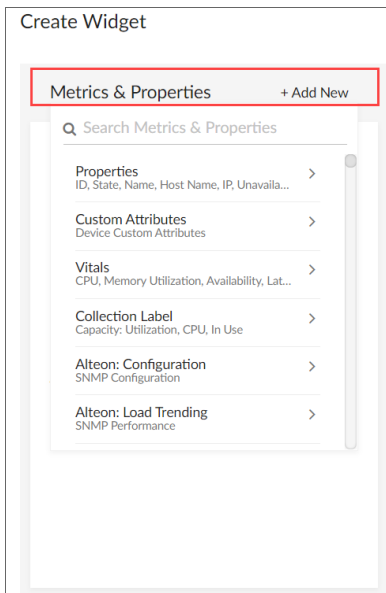 Create Widget
Metrics & Properties + Add New
Search Metrics & Properties
Properties
ID, State, Name, Host Name, IP, Unavaila...
Custom Attributes
Device Custom Attributes
Vitals
CPU, Memory Utilization, Availability, Lat...
Collection Label
Capacity: Utilization, CPU, In Use
Alteon: Configuration
SNMP Configuration
Alteon: Load Trending
SNMP Performance